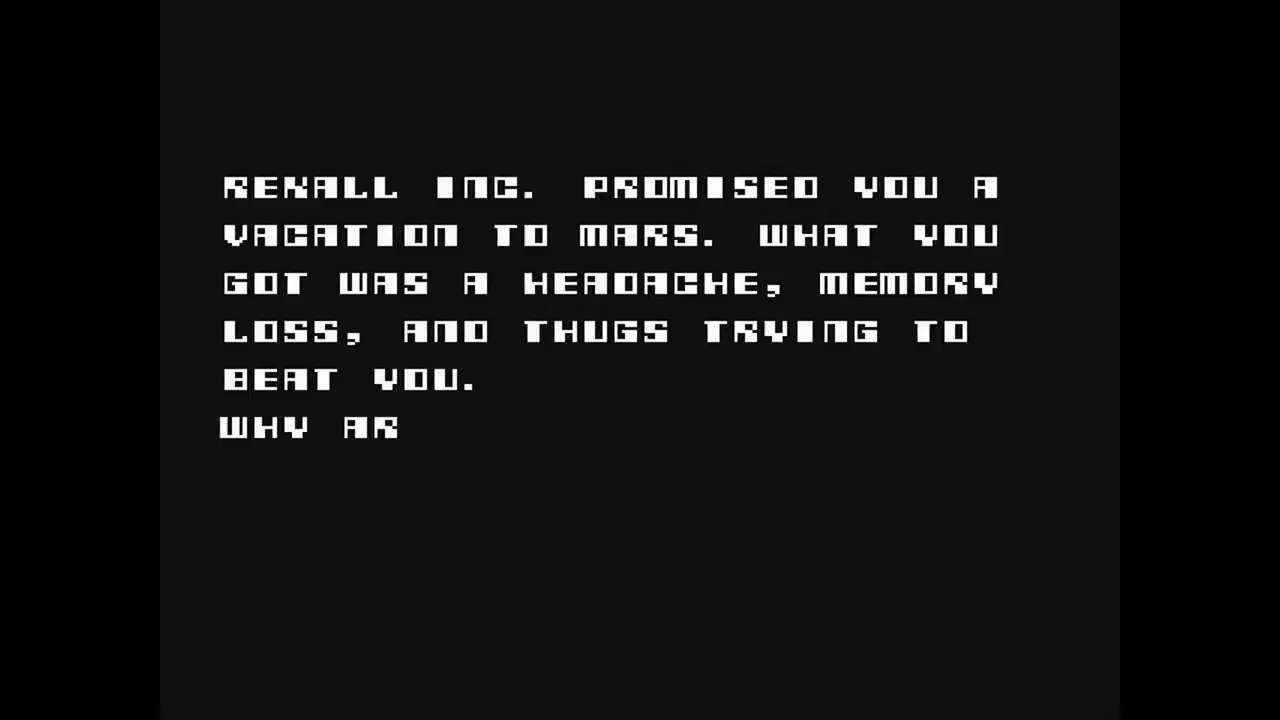 REKALL INC. PROMISED YOU A
VACATION TO MARS. WHAT YOU
GOT WAS A HEADACHE, MEMORY
LOSS, AND THUGS TRYING TO
BEAT YOU.
WHY AR